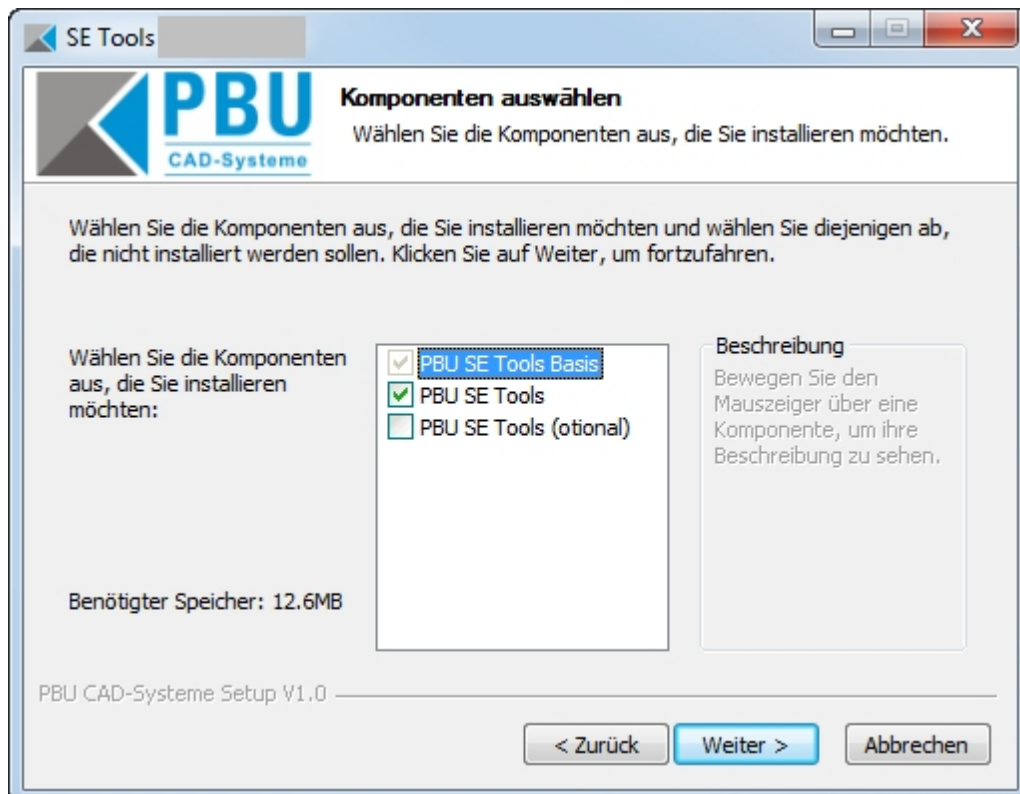 SE Tools
PBU
CAD-Systeme
Komponenten auswählen
Wählen Sie die Komponenten aus, die Sie installieren möchten.
Wählen Sie die Komponenten aus, die Sie installieren möchten und wählen Sie diejenigen ab,
die nicht installiert werden sollen. Klicken Sie auf Weiter, um fortzufahren.
Wählen Sie die Komponenten
aus, die Sie installieren
möchten:
PBU SE Tools Basis
PBU SE Tools
PBU SE Tools (otional)
Beschreibung
Bewegen Sie den
Mauszeiger über eine
Komponente, um ihre
Beschreibung zu sehen.
Benötigter Speicher: 12.6MB
PBU CAD-Systeme Setup V1.0
< Zurück
Weiter >
Abbrechen